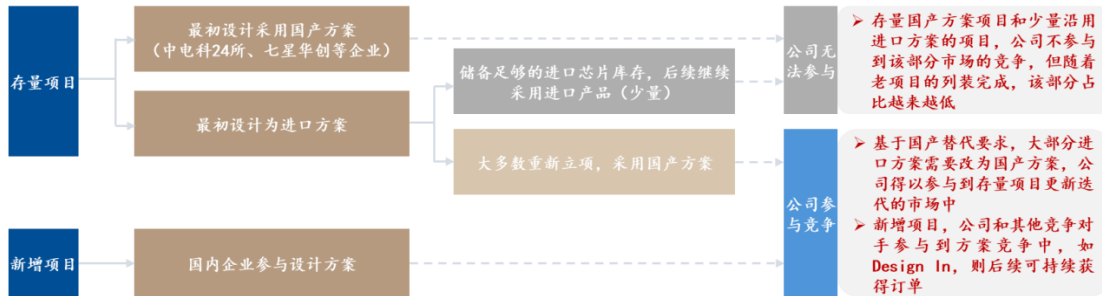 存量项目
最初设计采用国产方案
（中电科24所、七星华创等企业）
最初设计为进口方案
储备足够的进口芯片库存，后续继续
采用进口产品（少量）
大多数重新立项，采用国产方案
公司无
法参与
➢ 存量国产方案项目和少量沿用
进口方案的项目，公司不参与
到该部分市场的竞争，但随着
老项目的列装完成，该部分占
比越来越低
新增项目
国内企业参与设计方案
公司参
与竞争
➢ 基于国产替代要求，大部分进
口方案需要改为国产方案，公
司得以参与到存量项目更新迭
代的市场中
➢ 新增项目，公司和其他竞争对
手参与到方案竞争中，如
Design In，则后续可持续获
得订单